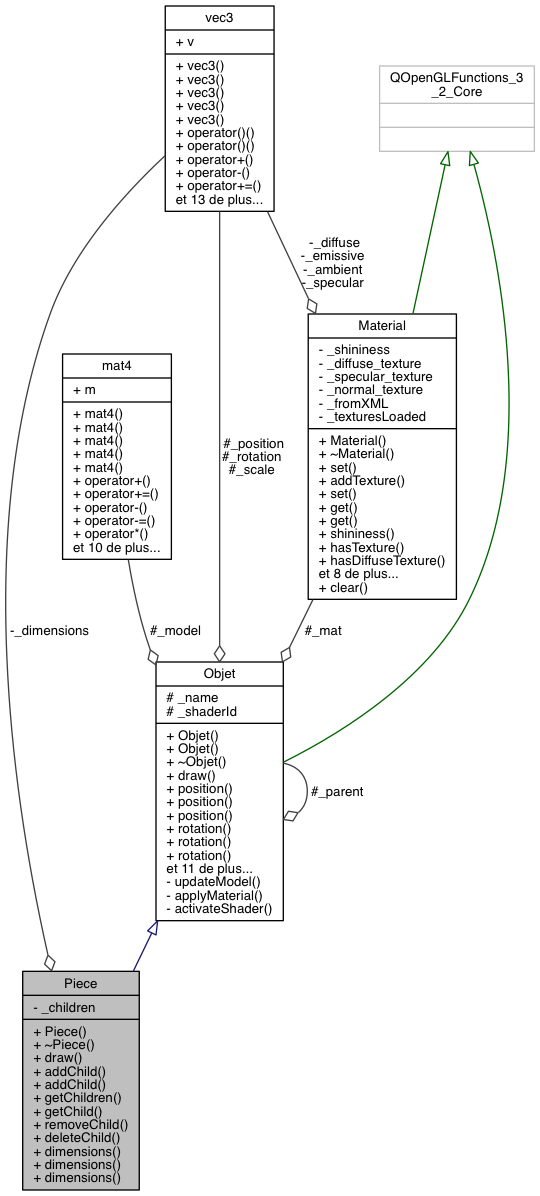 vec3
+ v
+ vec3()
+ vec3()
+ vec3()
+ vec3()
+ vec3()
+ operator()()
+ operator()()
+ operator+()
+ operator-()
+ operator+=()
et 13 de plus...
QOpenGLFunctions_3
_2_Core
-_diffuse
-_emissive
-_ambient
-_specular
Material
- _shininess
- _diffuse_texture
- _specular_texture
- _normal_texture
- _fromXML
- _texturesLoaded
+ Material()
+ ~Material()
+ set()
+ addTexture()
+ set()
+ get()
+ get()
+ shininess()
+ hasTexture()
+ hasDiffuseTexture()
et 8 de plus...
+ clear()
mat4
+ m
+ mat4()
+ mat4()
+ mat4()
+ mat4()
+ mat4()
+ operator+()
+ operator+=()
+ operator-()
+ operator-=()
+ operator*()
et 10 de plus...
#_position
#_rotation
#_scale
-_dimensions
#_model
#_mat
Objet
# _name
# _shaderId
+ Objet()
+ Objet()
+ ~Objet()
+ draw()
+ position()
+ position()
+ position()
+ rotation()
+ rotation()
+ rotation()
et 11 de plus...
- updateModel()
- applyMaterial()
- activateShader()
#_parent
Piece
- _children
+ Piece()
+ ~Piece()
+ draw()
+ addChild()
+ addChild()
+ getChildren()
+ getChild()
+ removeChild()
+ deleteChild()
+ dimensions()
+ dimensions()
+ dimensions()